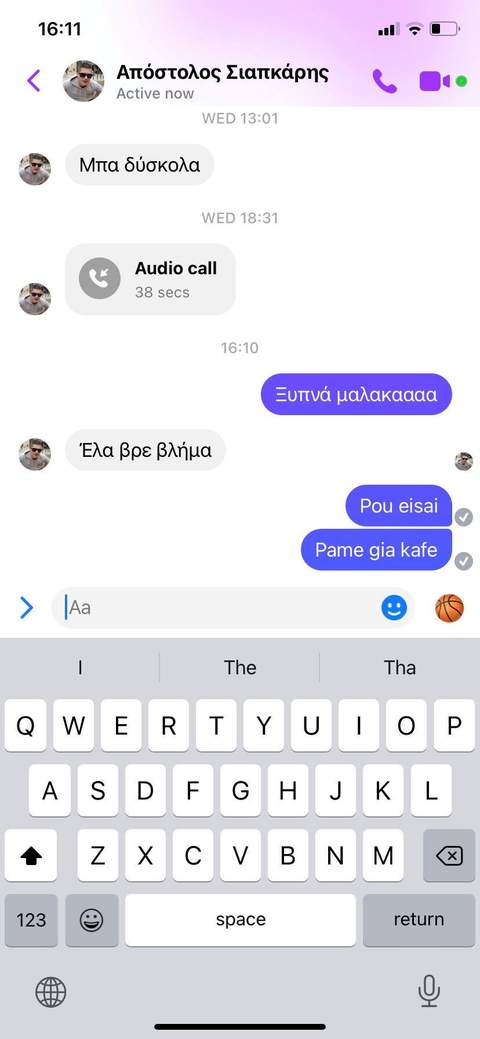 16:11
Απόστολος Σιαπκάρης
Active now
WED 13:01
Μπα δύσκολα
WED 18:31
Audio call
38 secs
16:10
Ξυπνά μαλακαααα
Έλα βρε βλήμα
Pou eisai
Pame gia kafe
Aa
I The Tha
Q W E R T Y U I O P
A S D F G H J K L
Z X C V B N M
123 space return